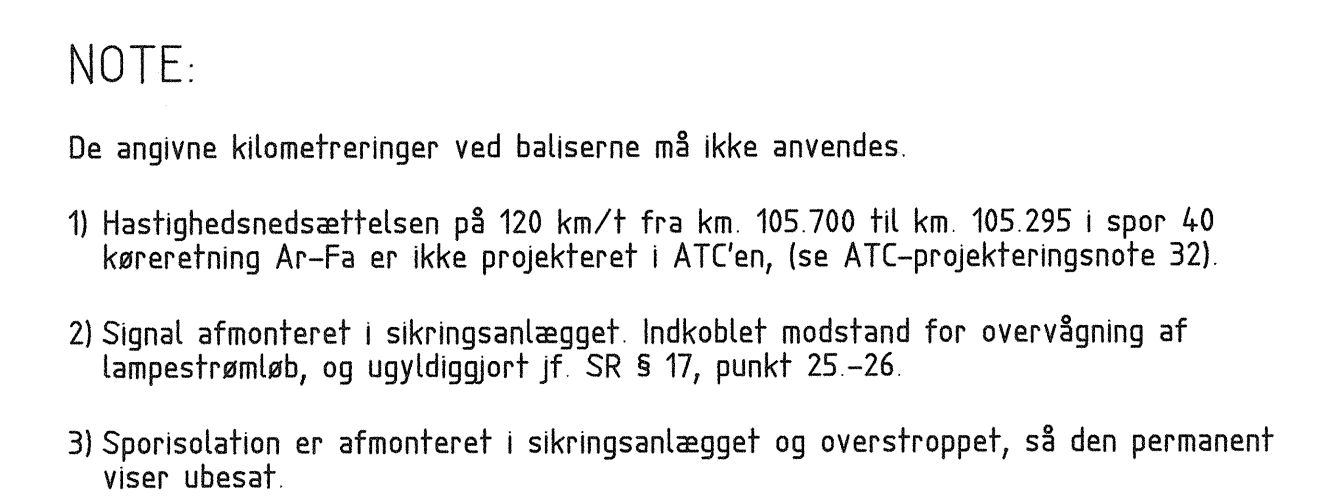 NOTE:
De angivne kilometreringer ved baliserne må ikke anvendes.
1) Hastighedsnedsættelsen på 120 km/t fra km. 105.700 til km. 105.295 i spor 40
køreretning Ar-Fa er ikke projekteret i ATC'en, (se ATC-projekteringsnote 32).
2) Signal afmonteret i sikringsanlægget. Indkoblet modstand for overvågning af
lampestrømløb, og ugyldiggjort jf. SR § 17, punkt 25.-26.
3) Sporisolation er afmonteret i sikringsanlægget og overstroppet, så den permanent
viser ubesat.